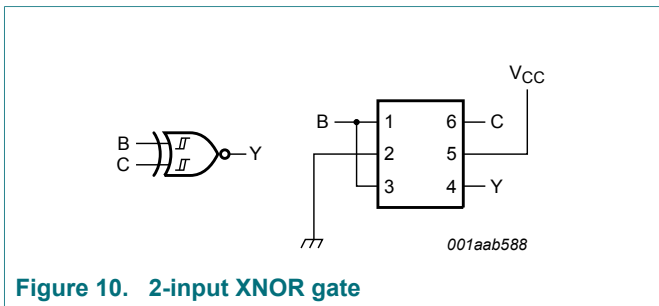 B
C
Y
B
1
2
3
6
C
5
4
Y
VCC
001aab588
Figure 10. 2-input XNOR gate